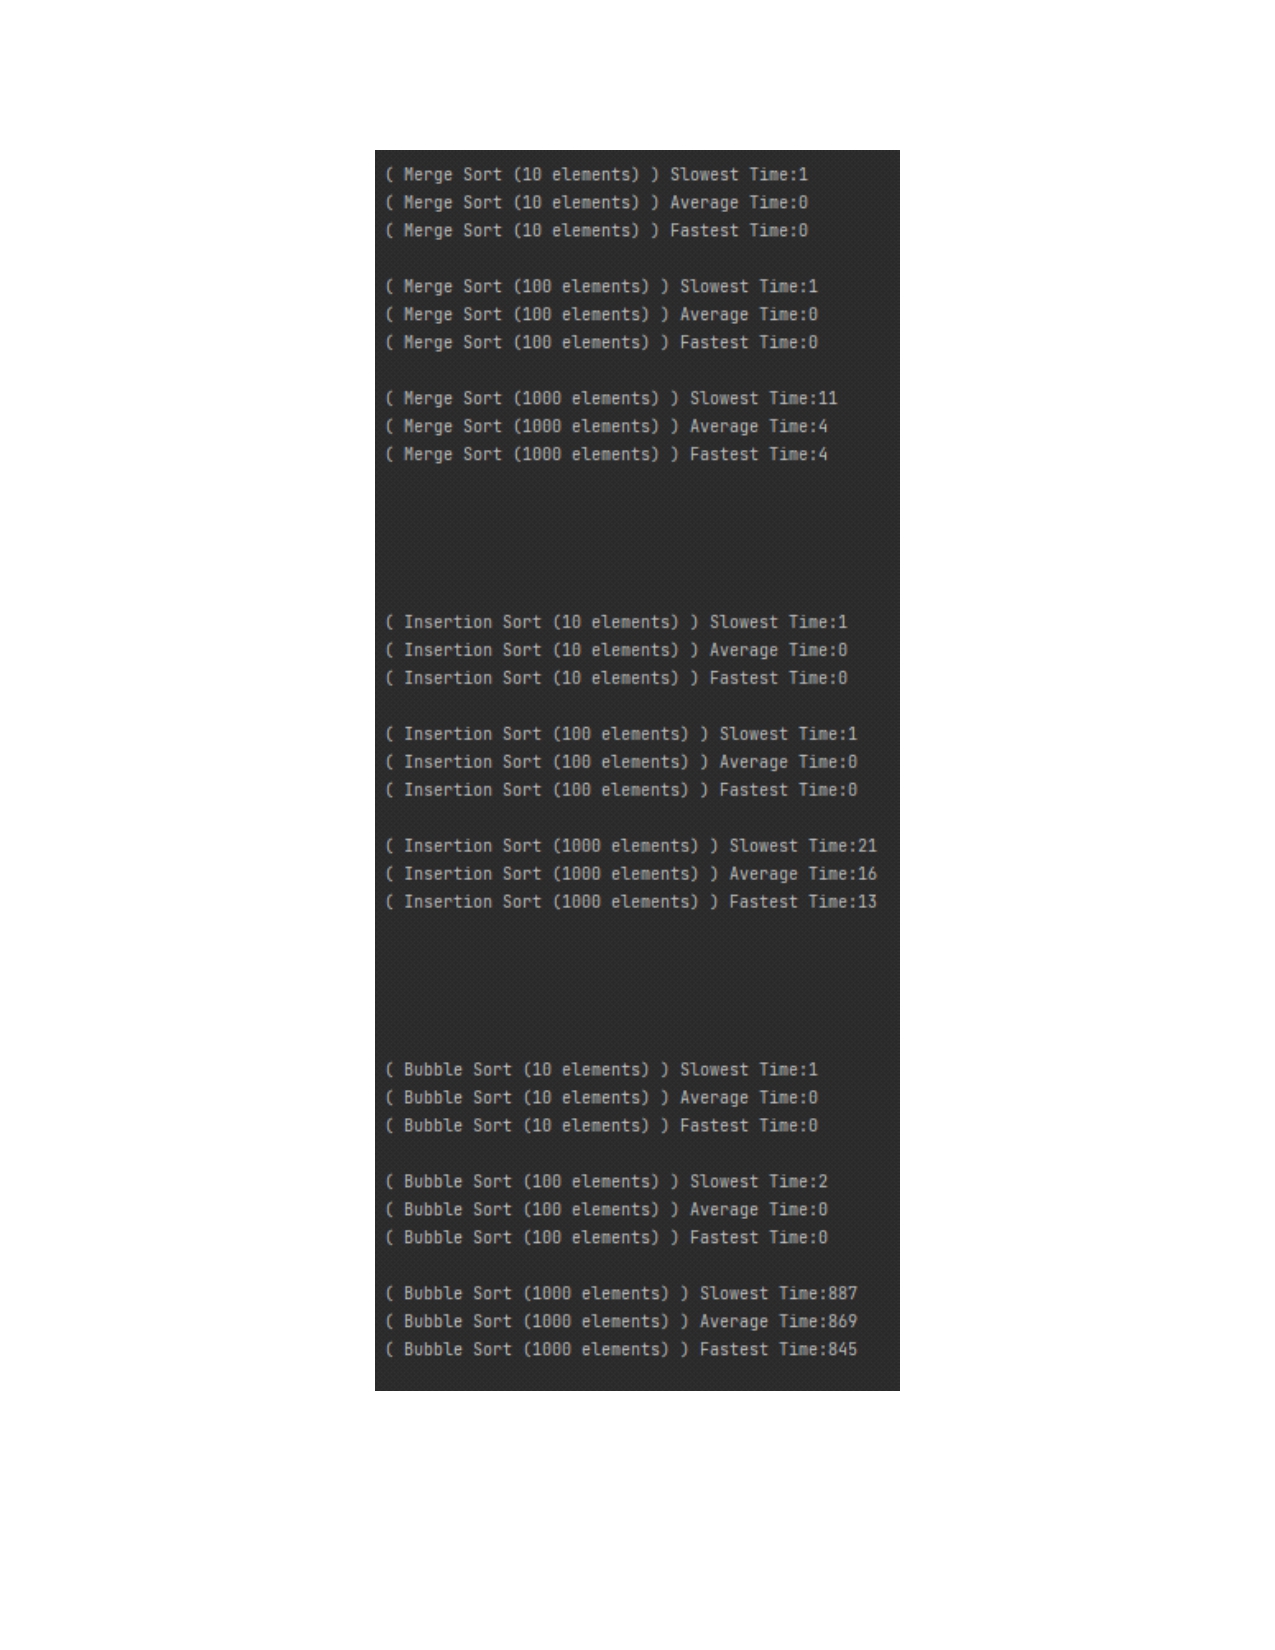 ( Merge Sort (10 elements) ) Slowest Time:1
( Merge Sort (10 elements) ) Average Time:0
( Merge Sort (10 elements) ) Fastest Time:0
( Merge Sort (100 elements) ) Slowest Time:1
( Merge Sort (100 elements) ) Average Time:0
( Merge Sort (100 elements) ) Fastest Time:0
( Merge Sort (1000 elements) ) Slowest Time:11
( Merge Sort (1000 elements) ) Average Time:4
( Merge Sort (1000 elements) ) Fastest Time:4
( Insertion Sort (10 elements) ) Slowest Time:1
( Insertion Sort (10 elements) ) Average Time:0
( Insertion Sort (10 elements) ) Fastest Time:0
( Insertion Sort (100 elements) ) Slowest Time:1
( Insertion Sort (100 elements) ) Average Time:0
( Insertion Sort (100 elements) ) Fastest Time:0
( Insertion Sort (1000 elements) ) Slowest Time:21
( Insertion Sort (1000 elements) ) Average Time:16
( Insertion Sort (1000 elements) ) Fastest Time:13
( Bubble Sort (10 elements) ) Slowest Time:1
( Bubble Sort (10 elements) ) Average Time:0
( Bubble Sort (10 elements) ) Fastest Time:0
( Bubble Sort (100 elements) ) Slowest Time:2
( Bubble Sort (100 elements) ) Average Time:0
( Bubble Sort (100 elements) ) Fastest Time:0
( Bubble Sort (1000 elements) ) Slowest Time:887
( Bubble Sort (1000 elements) ) Average Time:869
( Bubble Sort (1000 elements) ) Fastest Time:845